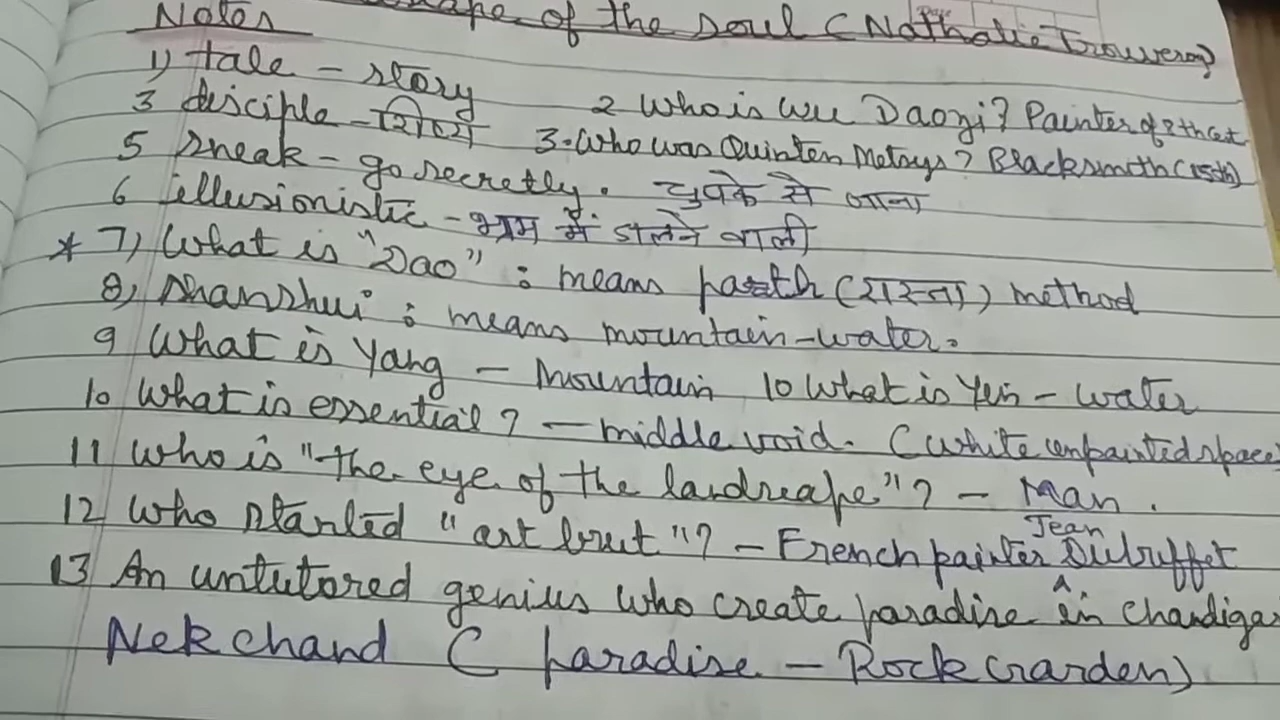 Notes
scape of the soul (Nathalie Trouveroy)
1) tale - story
2 Who is Wu Daozi? Painter of 8th Cent
3 disciple - शिष्य
3. Who was Quinten Metsys? Blacksmith (15th)
5 sneak - go secretly. चुपके से जाना
6 illusionistic - भ्रम में डालने वाली
* 7) What is "Dao" : means path (रास्ता) method
8) Shanshui : means mountain-water.
9 What is Yang - Mountain 10 What is Yin - Water
10 What is essential? - middle void. (white unpainted space
11 Who is "the eye of the landscape"? - Man.
12 Who started "art brut"? - French painter Jean Dubuffet
13 An untutored genius who create paradise in Chandigar
Nek chand ( paradise - Rock Garden)